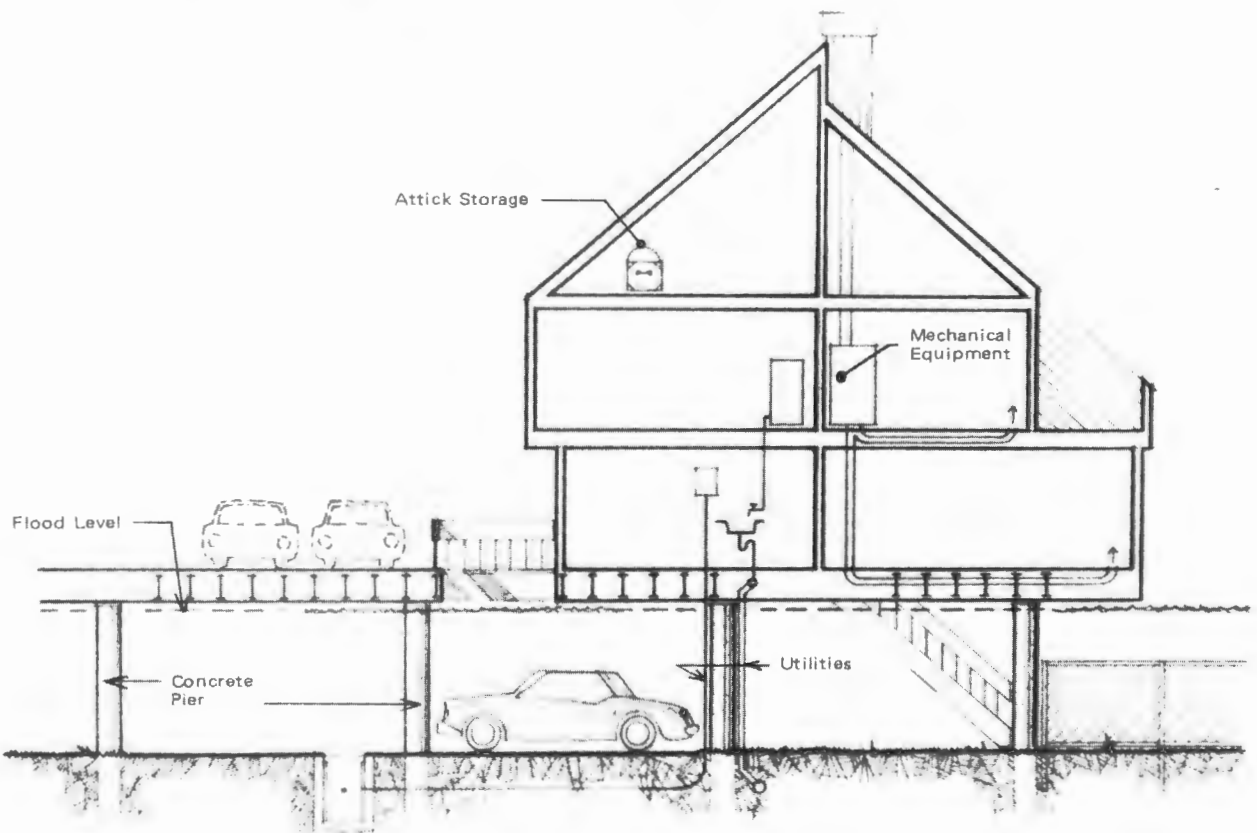 Attick Storage
Mechanical
Equipment
Flood Level
Utilities
Concrete
Pier